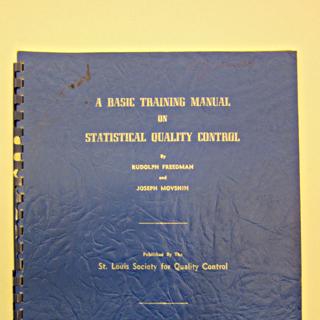 A BASIC TRAINING MANUAL
ON
STATISTICAL QUALITY CONTROL
By
RUDOLPH FREEDMAN
and
JOSEPH MOVSHIN
Published By The
St. Louis Society for Quality Control